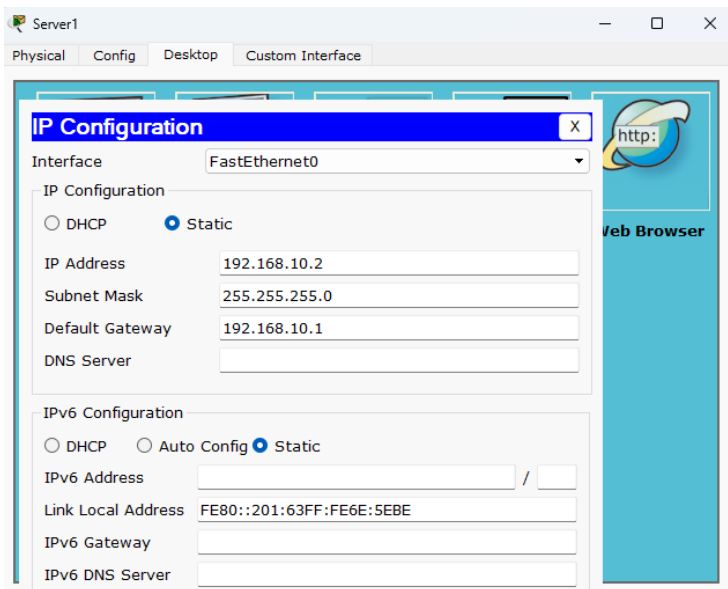 Server1
Physical Config Desktop Custom Interface
IP Configuration X
http:
Interface FastEthernet0
IP Configuration
DHCP Static
Web Browser
IP Address 192.168.10.2
Subnet Mask 255.255.255.0
Default Gateway 192.168.10.1
DNS Server
IPv6 Configuration
DHCP Auto Config Static
IPv6 Address /
Link Local Address FE80::201:63FF:FE6E:5EBE
IPv6 Gateway
IPv6 DNS Server